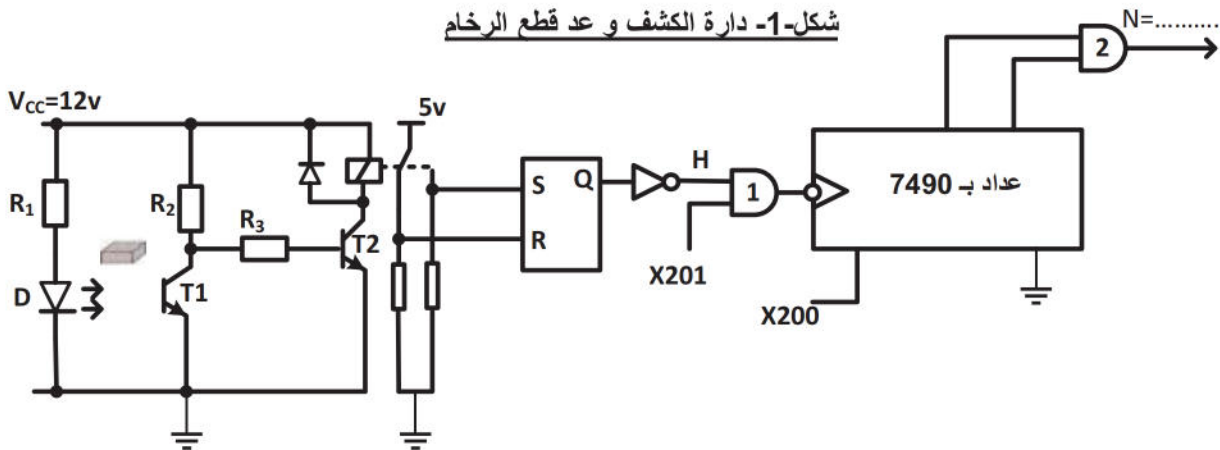 شكل-1- دارة الكشف و عد قطع الرخام
N=..........
2
V_CC=12v
5v
R₁
R₂
R₃
D
T1
T2
S
Q
R
H
1
X201
عداد بـ 7490
X200